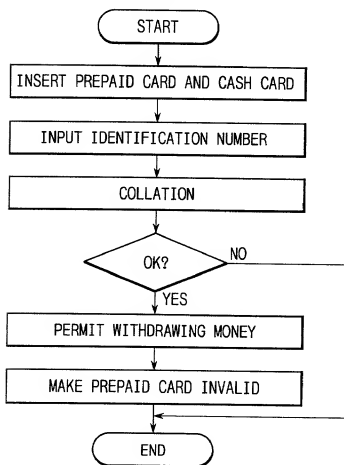 START
INSERT PREPAID CARD AND CASH CARD
INPUT IDENTIFICATION NUMBER
COLLATION
OK?
NO
YES
PERMIT WITHDRAWING MONEY
MAKE PREPAID CARD INVALID
END